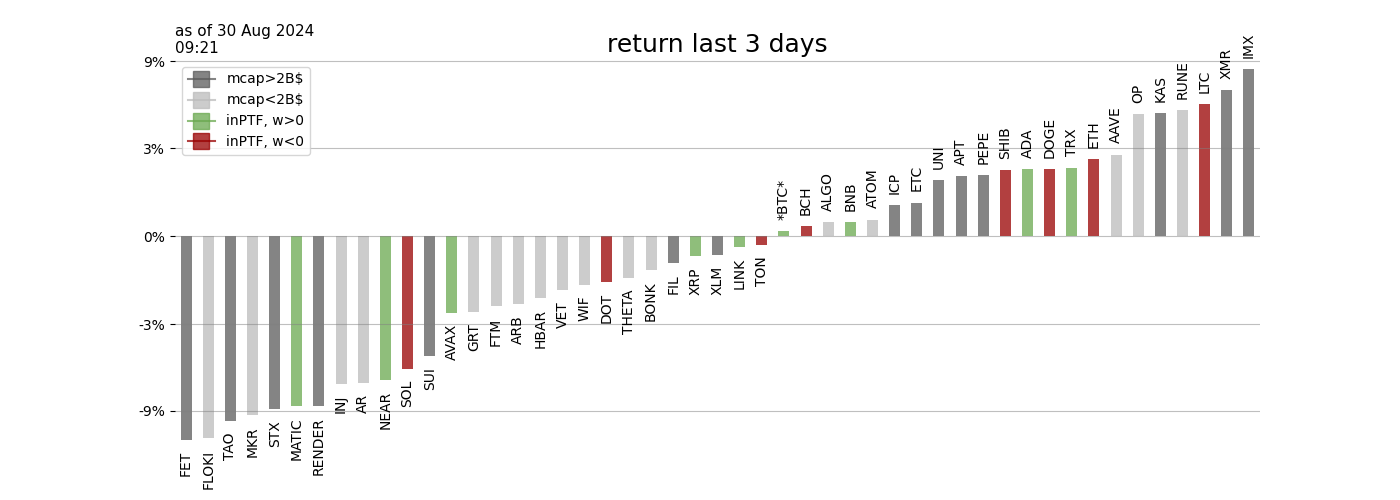 as of 30 Aug 2024
09:21
return last 3 days
9%
3%
0%
-3%
-9%
mcap>2B$
mcap<2B$
inPTF, w>0
inPTF, w<0
FET
FLOKI
TAO
MKR
STX
MATIC
RENDER
INJ
AR
NEAR
SOL
SUI
AVAX
GRT
FTM
ARB
HBAR
VET
WIF
DOT
THETA
BONK
FIL
XRP
XLM
LINK
TON
*BTC*
BCH
ALGO
BNB
ATOM
ICP
ETC
UNI
APT
PEPE
SHIB
ADA
DOGE
TRX
ETH
AAVE
OP
KAS
RUNE
LTC
XMR
IMX